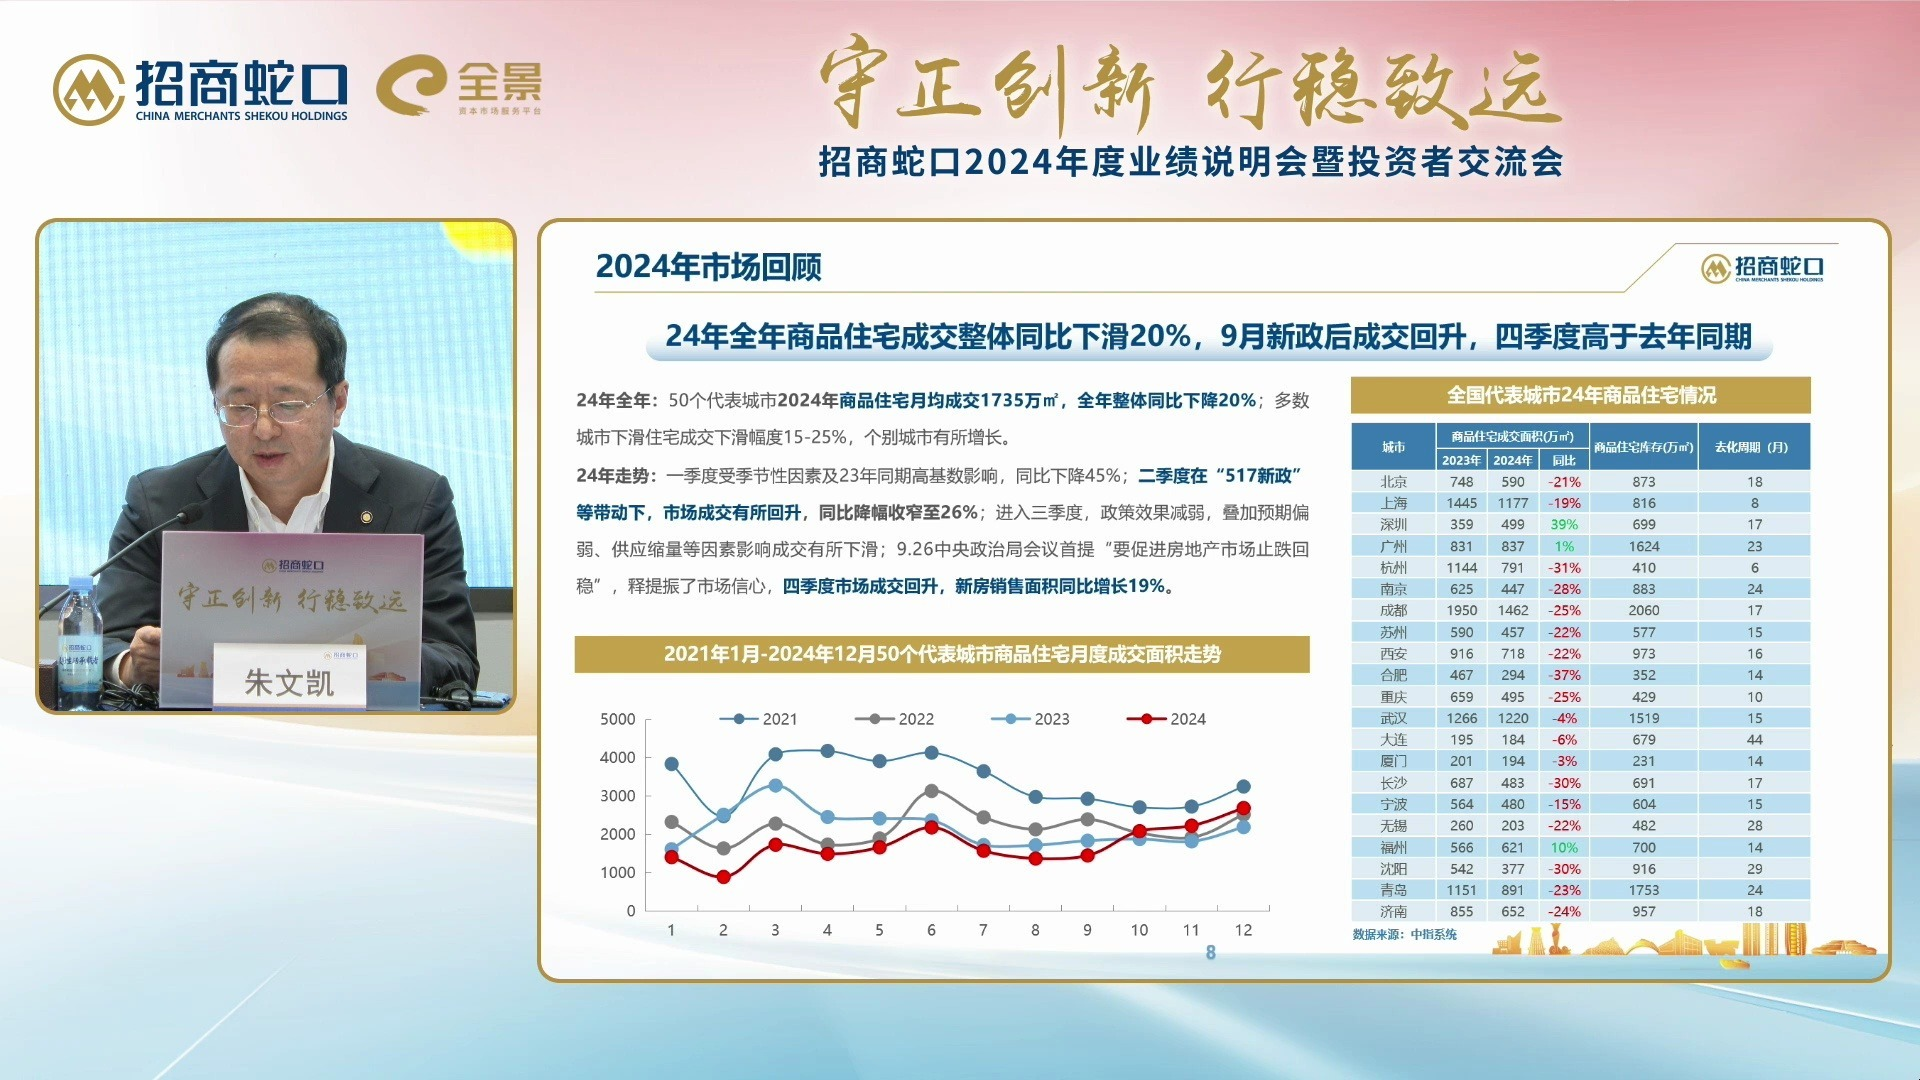 招商蛇口
CHINA MERCHANTS SHEKOU HOLDINGS
全景
资本市场服务平台
守正创新 行稳致远
招商蛇口2024年度业绩说明会暨投资者交流会
招商蛇口
守正创新 行稳致远
招商蛇口
朱文凯
2024年市场回顾
招商蛇口
CHINA MERCHANTS SHEKOU HOLDINGS
24年全年商品住宅成交整体同比下滑20%，9月新政后成交回升，四季度高于去年同期
24年全年：50个代表城市2024年商品住宅月均成交1735万㎡，全年整体同比下降20%；多数
城市下滑住宅成交下滑幅度15-25%，个别城市有所增长。
24年走势：一季度受季节性因素及23年同期高基数影响，同比下降45%；二季度在“517新政”
等带动下，市场成交有所回升，同比降幅收窄至26%；进入三季度，政策效果减弱，叠加预期偏
弱、供应缩量等因素影响成交有所下滑；9.26中央政治局会议首提“要促进房地产市场止跌回
稳”，释提振了市场信心，四季度市场成交回升，新房销售面积同比增长19%。
2021年1月-2024年12月50个代表城市商品住宅月度成交面积走势
2021 2022 2023 2024
5000
4000
3000
2000
1000
0
1 2 3 4 5 6 7 8 9 10 11 12
全国代表城市24年商品住宅情况
城市 商品住宅成交面积(万㎡) 商品住宅库存(万㎡) 去化周期（月）
2023年 2024年 同比
北京 748 590 -21% 873 18
上海 1445 1177 -19% 816 8
深圳 359 499 39% 699 17
广州 831 837 1% 1624 23
杭州 1144 791 -31% 410 6
南京 625 447 -28% 883 24
成都 1950 1462 -25% 2060 17
苏州 590 457 -22% 577 15
西安 916 718 -22% 973 16
合肥 467 294 -37% 352 14
重庆 659 495 -25% 429 10
武汉 1266 1220 -4% 1519 15
大连 195 184 -6% 679 44
厦门 201 194 -3% 231 14
长沙 687 483 -30% 691 17
宁波 564 480 -15% 604 15
无锡 260 203 -22% 482 28
福州 566 621 10% 700 14
沈阳 542 377 -30% 916 29
青岛 1151 891 -23% 1753 24
济南 855 652 -24% 957 18
数据来源：中指系统
8